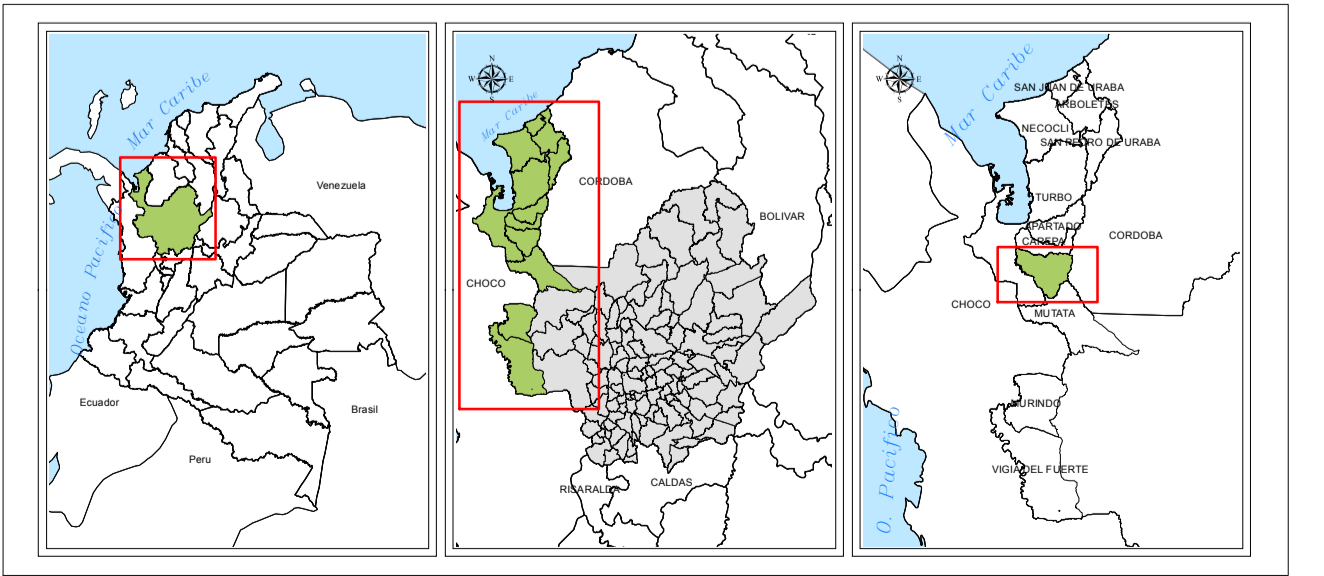 Mar Caribe
Oceano Pacifico
Venezuela
Ecuador
Peru
Brasil
N
W
E
S
Mar Caribe
CORDOBA
BOLIVAR
CHOCO
RISARALDA
CALDAS
N
W
E
S
Mar Caribe
SAN JUAN DE URABA
ARBOLETES
NECOCLI
SAN PEDRO DE URABA
TURBO
APARTADO
CAREPA
CORDOBA
CHOCO
MUTATA
MURINDO
VIGIA DEL FUERTE
O. Pacifico